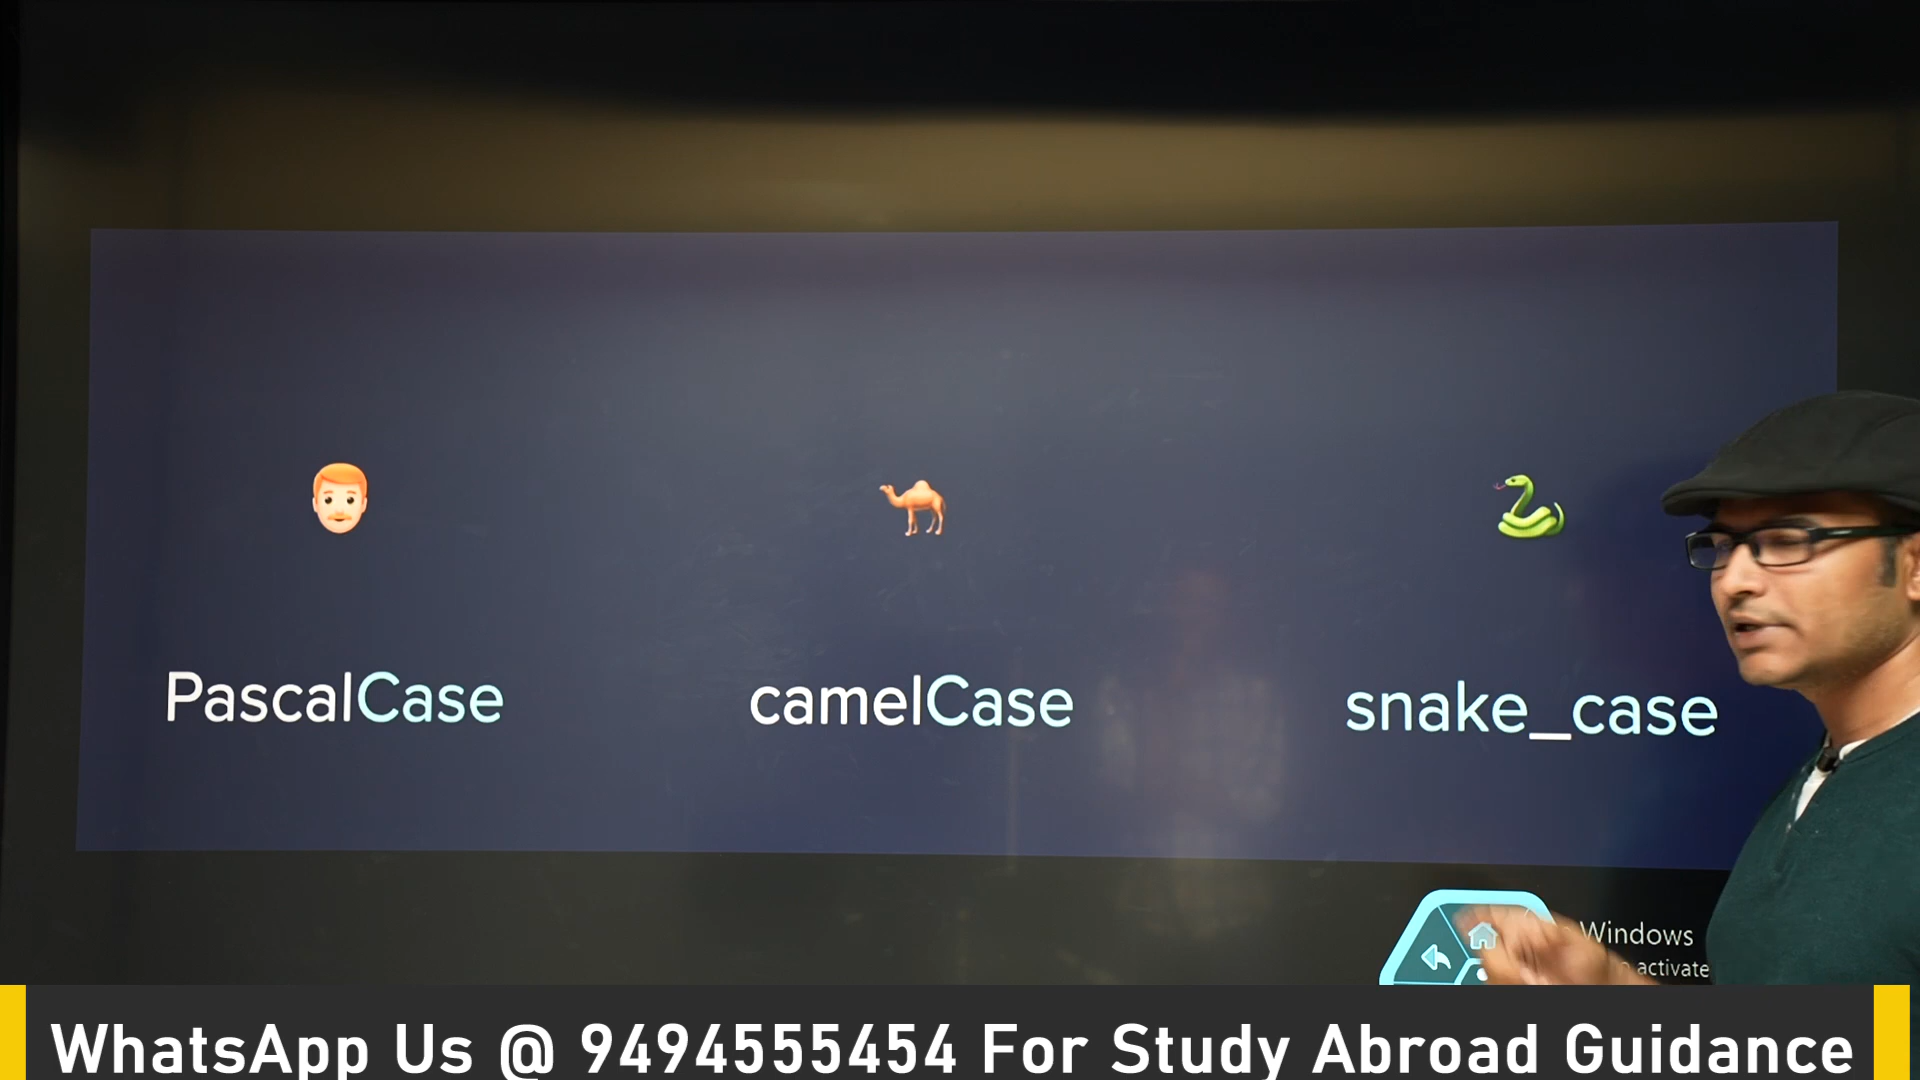 PascalCase
camelCase
snake_case
Windows
activate
WhatsApp Us @ 9494555454 For Study Abroad Guidance